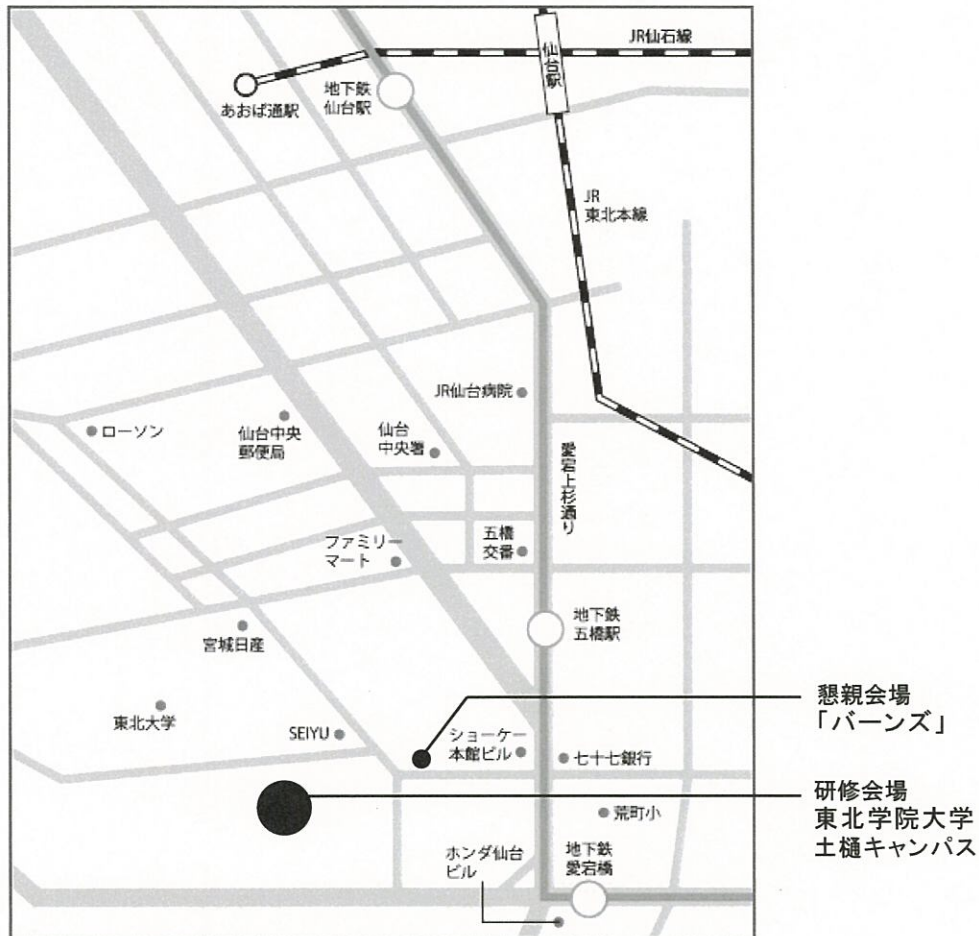 JR仙石線
仙台駅
地下鉄
仙台駅
あおば通駅
JR
東北本線
JR仙台病院
ローソン
仙台中央
郵便局
仙台
中央署
愛宕上杉通り
五橋
交番
ファミリー
マート
地下鉄
五橋駅
宮城日産
懇親会場
「バーンズ」
東北大学
SEIYU
ショーケー
本館ビル
七十七銀行
研修会場
東北学院大学
土樋キャンパス
荒町小
ホンダ仙台
ビル
地下鉄
愛宕橋